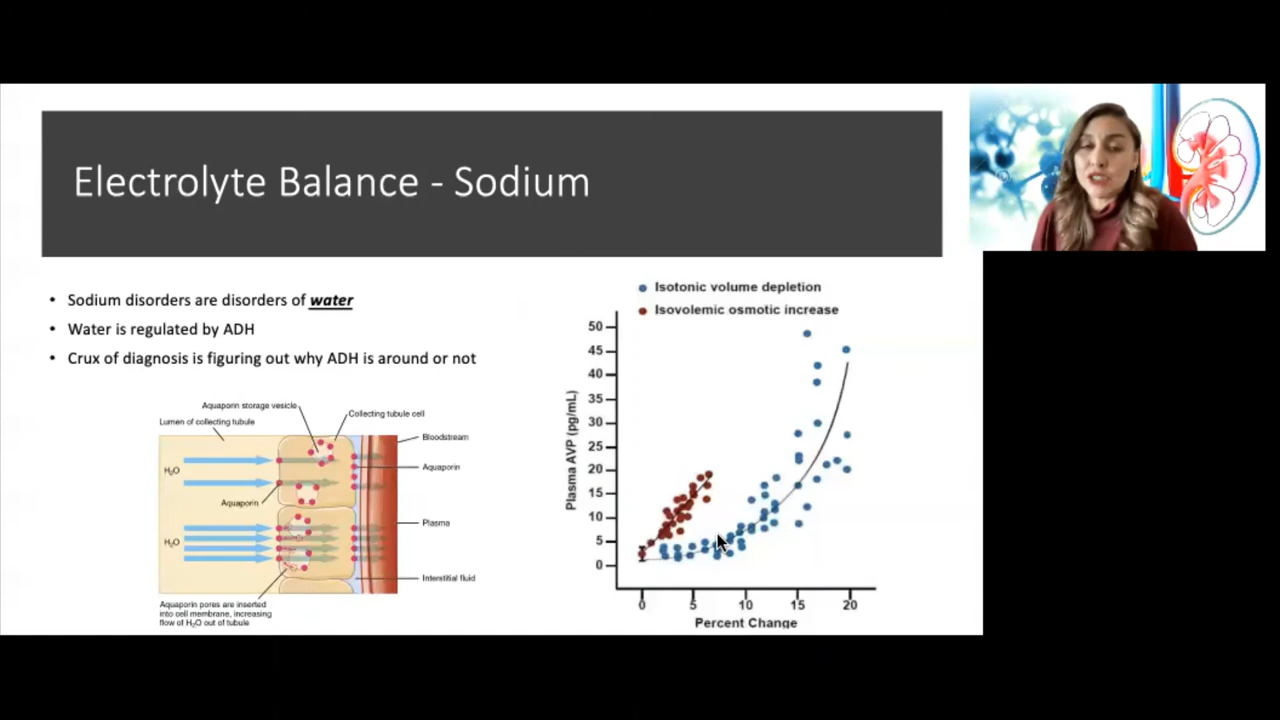 Electrolyte Balance - Sodium
• Sodium disorders are disorders of water
• Water is regulated by ADH
• Crux of diagnosis is figuring out why ADH is around or not
Aquaporin storage vesicle
Lumen of collecting tubule
Collecting tubule cell
Bloodstream
H₂O
Aquaporin
Aquaporin
Plasma
H₂O
Interstitial fluid
Aquaporin pores are inserted
into cell membrane, increasing
flow of H₂O out of tubule
Isotonic volume depletion
Isovolemic osmotic increase
Plasma AVP (pg/mL)
50
45
40
35
30
25
20
15
10
5
0
0 5 10 15 20
Percent Change